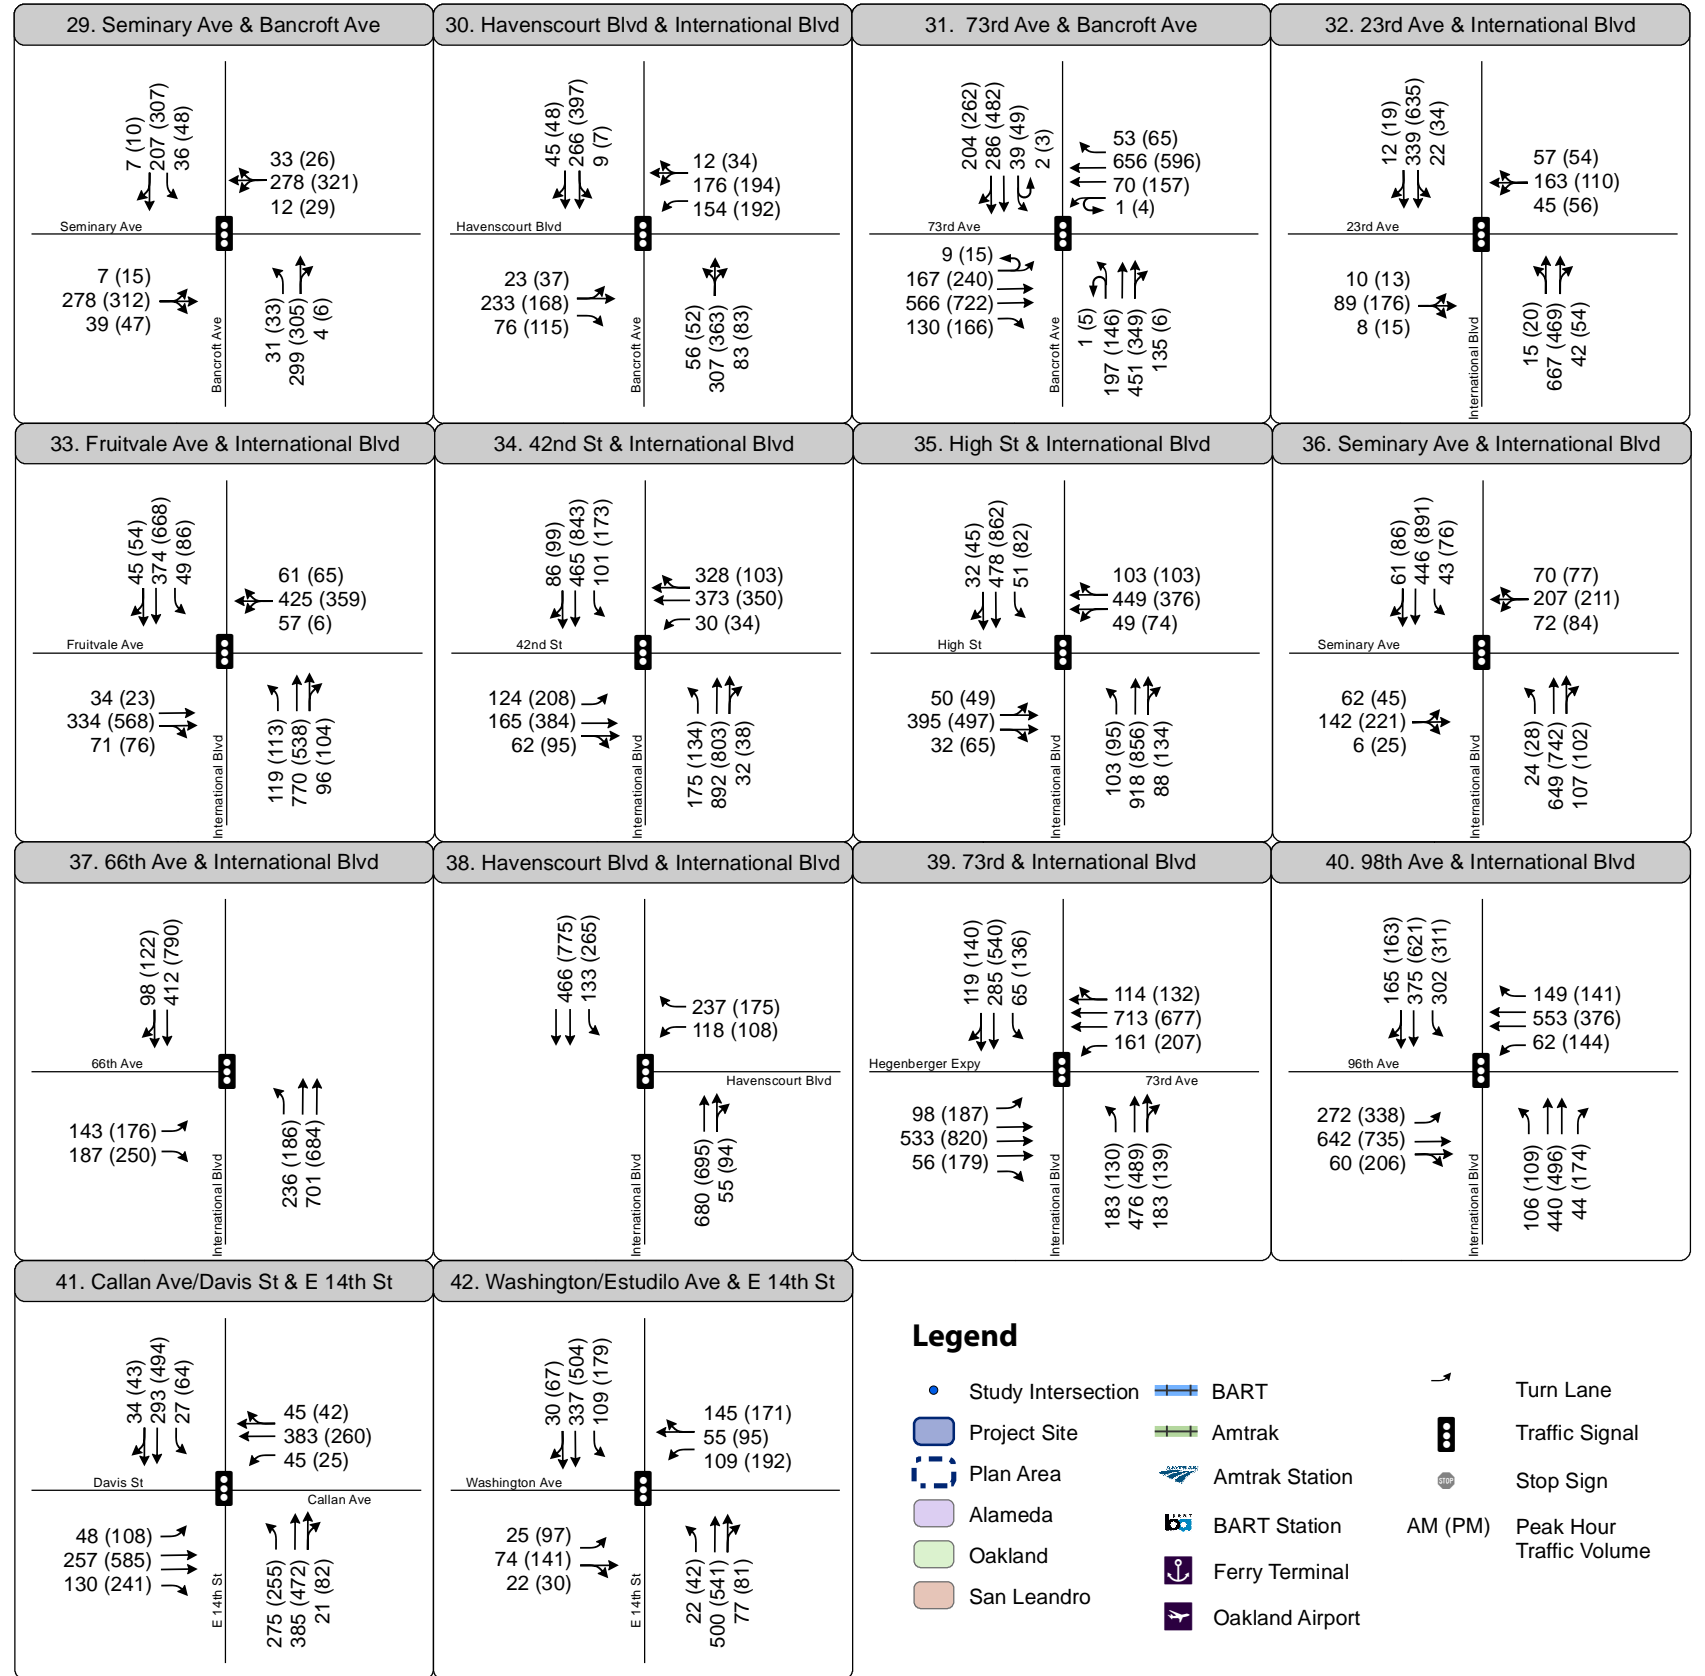 29. Seminary Ave & Bancroft Ave
7 (10)
207 (307)
36 (48)
33 (26)
278 (321)
12 (29)
Seminary Ave
7 (15)
278 (312)
39 (47)
31 (33)
299 (305)
4 (6)
Bancroft Ave
30. Havenscourt Blvd & International Blvd
45 (48)
266 (397)
9 (7)
12 (34)
176 (194)
154 (192)
Havenscourt Blvd
23 (37)
233 (168)
76 (115)
56 (52)
307 (363)
83 (83)
Bancroft Ave
31. 73rd Ave & Bancroft Ave
204 (262)
286 (482)
39 (49)
2 (3)
53 (65)
656 (596)
70 (157)
1 (4)
73rd Ave
9 (15)
167 (240)
566 (722)
130 (166)
1 (5)
197 (146)
451 (349)
135 (6)
Bancroft Ave
32. 23rd Ave & International Blvd
12 (19)
339 (635)
22 (34)
57 (54)
163 (110)
45 (56)
23rd Ave
10 (13)
89 (176)
8 (15)
15 (20)
667 (469)
42 (54)
International Blvd
33. Fruitvale Ave & International Blvd
45 (54)
374 (668)
49 (86)
61 (65)
425 (359)
57 (6)
Fruitvale Ave
34 (23)
334 (568)
71 (76)
119 (113)
770 (538)
96 (104)
International Blvd
34. 42nd St & International Blvd
86 (99)
465 (843)
101 (173)
328 (103)
373 (350)
30 (34)
42nd St
124 (208)
165 (384)
62 (95)
175 (134)
892 (803)
32 (38)
International Blvd
35. High St & International Blvd
32 (45)
478 (862)
51 (82)
103 (103)
449 (376)
49 (74)
High St
50 (49)
395 (497)
32 (65)
103 (95)
918 (856)
88 (134)
International Blvd
36. Seminary Ave & International Blvd
61 (86)
446 (891)
43 (76)
70 (77)
207 (211)
72 (84)
Seminary Ave
62 (45)
142 (221)
6 (25)
24 (28)
649 (742)
107 (102)
International Blvd
37. 66th Ave & International Blvd
98 (122)
412 (790)
66th Ave
143 (176)
187 (250)
236 (186)
701 (684)
International Blvd
38. Havenscourt Blvd & International Blvd
466 (775)
133 (265)
237 (175)
118 (108)
Havenscourt Blvd
680 (695)
55 (94)
International Blvd
39. 73rd & International Blvd
119 (140)
285 (540)
65 (136)
114 (132)
713 (677)
161 (207)
Hegenberger Expy
73rd Ave
98 (187)
533 (820)
56 (179)
183 (130)
476 (489)
183 (139)
International Blvd
40. 98th Ave & International Blvd
165 (163)
375 (621)
302 (311)
149 (141)
553 (376)
62 (144)
96th Ave
272 (338)
642 (735)
60 (206)
106 (109)
440 (496)
44 (174)
International Blvd
41. Callan Ave/Davis St & E 14th St
34 (43)
293 (494)
27 (64)
45 (42)
383 (260)
45 (25)
Davis St
Callan Ave
48 (108)
257 (585)
130 (241)
275 (255)
385 (472)
21 (82)
E 14th St
42. Washington/Estudilo Ave & E 14th St
30 (67)
337 (504)
109 (179)
145 (171)
55 (95)
109 (192)
Washington Ave
25 (97)
74 (141)
22 (30)
22 (42)
500 (541)
77 (81)
E 14th St
Legend
Study Intersection
Project Site
Plan Area
Alameda
Oakland
San Leandro
BART
Amtrak
Amtrak Station
BART Station
Ferry Terminal
Oakland Airport
Turn Lane
Traffic Signal
STOP
Stop Sign
AM (PM)
Peak Hour
Traffic Volume